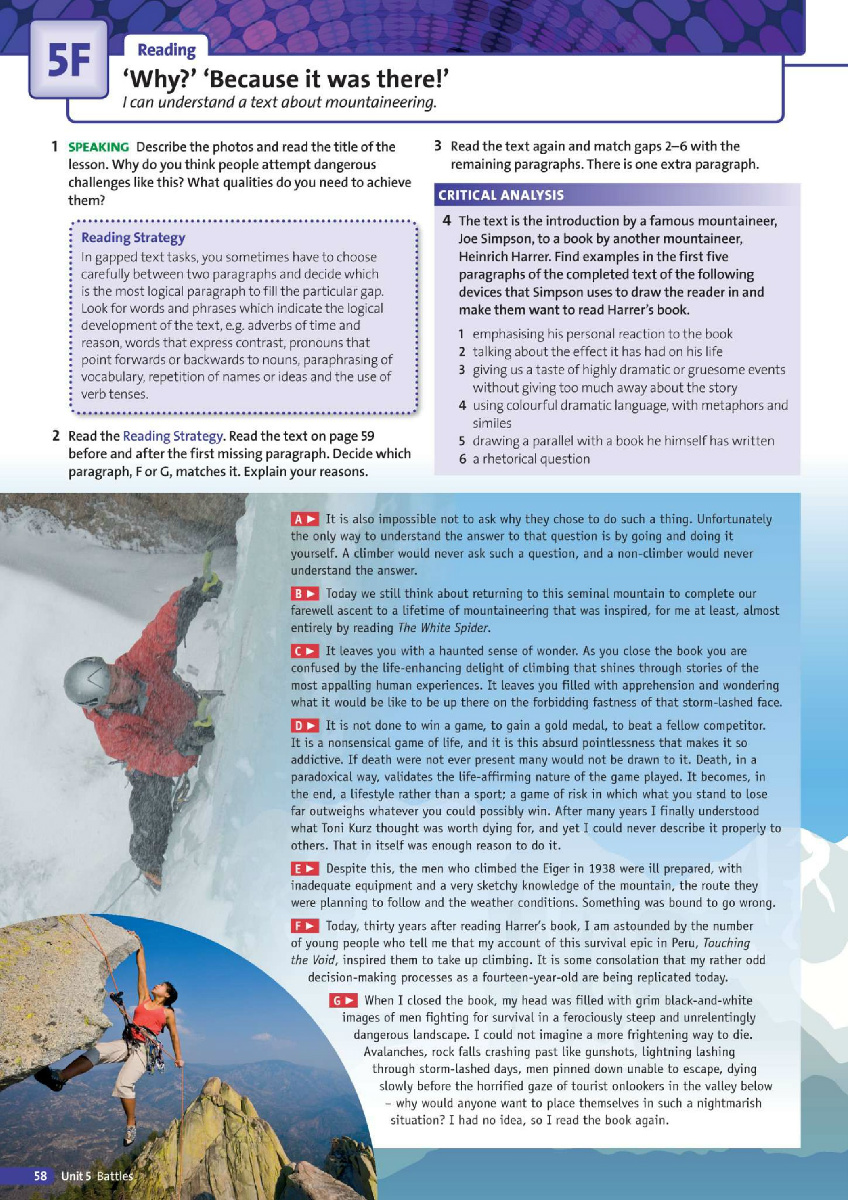 5F
Reading
‘Why?’ ‘Because it was there!’
I can understand a text about mountaineering.
1 SPEAKING Describe the photos and read the title of the
lesson. Why do you think people attempt dangerous
challenges like this? What qualities do you need to achieve
them?
Reading Strategy
In gapped text tasks, you sometimes have to choose
carefully between two paragraphs and decide which
is the most logical paragraph to fill the particular gap.
Look for words and phrases which indicate the logical
development of the text, e.g. adverbs of time and
reason, words that express contrast, pronouns that
point forwards or backwards to nouns, paraphrasing of
vocabulary, repetition of names or ideas and the use of
verb tenses.
2 Read the Reading Strategy. Read the text on page 59
before and after the first missing paragraph. Decide which
paragraph, F or G, matches it. Explain your reasons.
3 Read the text again and match gaps 2–6 with the
remaining paragraphs. There is one extra paragraph.
CRITICAL ANALYSIS
4 The text is the introduction by a famous mountaineer,
Joe Simpson, to a book by another mountaineer,
Heinrich Harrer. Find examples in the first five
paragraphs of the completed text of the following
devices that Simpson uses to draw the reader in and
make them want to read Harrer’s book.
1 emphasising his personal reaction to the book
2 talking about the effect it has had on his life
3 giving us a taste of highly dramatic or gruesome events
without giving too much away about the story
4 using colourful dramatic language, with metaphors and
similes
5 drawing a parallel with a book he himself has written
6 a rhetorical question
A ► It is also impossible not to ask why they chose to do such a thing. Unfortunately
the only way to understand the answer to that question is by going and doing it
yourself. A climber would never ask such a question, and a non-climber would never
understand the answer.
B ► Today we still think about returning to this seminal mountain to complete our
farewell ascent to a lifetime of mountaineering that was inspired, for me at least, almost
entirely by reading The White Spider.
C ► It leaves you with a haunted sense of wonder. As you close the book you are
confused by the life-enhancing delight of climbing that shines through stories of the
most appalling human experiences. It leaves you filled with apprehension and wondering
what it would be like to be up there on the forbidding fastness of that storm-lashed face.
D ► It is not done to win a game, to gain a gold medal, to beat a fellow competitor.
It is a nonsensical game of life, and it is this absurd pointlessness that makes it so
addictive. If death were not ever present many would not be drawn to it. Death, in a
paradoxical way, validates the life-affirming nature of the game played. It becomes, in
the end, a lifestyle rather than a sport; a game of risk in which what you stand to lose
far outweighs whatever you could possibly win. After many years I finally understood
what Toni Kurz thought was worth dying for, and yet I could never describe it properly to
others. That in itself was enough reason to do it.
E ► Despite this, the men who climbed the Eiger in 1938 were ill prepared, with
inadequate equipment and a very sketchy knowledge of the mountain, the route they
were planning to follow and the weather conditions. Something was bound to go wrong.
F ► Today, thirty years after reading Harrer’s book, I am astounded by the number
of young people who tell me that my account of this survival epic in Peru, Touching
the Void, inspired them to take up climbing. It is some consolation that my rather odd
decision-making processes as a fourteen-year-old are being replicated today.
G ► When I closed the book, my head was filled with grim black-and-white
images of men fighting for survival in a ferociously steep and unrelentingly
dangerous landscape. I could not imagine a more frightening way to die.
Avalanches, rock falls crashing past like gunshots, lightning lashing
through storm-lashed days, men pinned down unable to escape, dying
slowly before the horrified gaze of tourist onlookers in the valley below
– why would anyone want to place themselves in such a nightmarish
situation? I had no idea, so I read the book again.
58 Unit 5 Battles